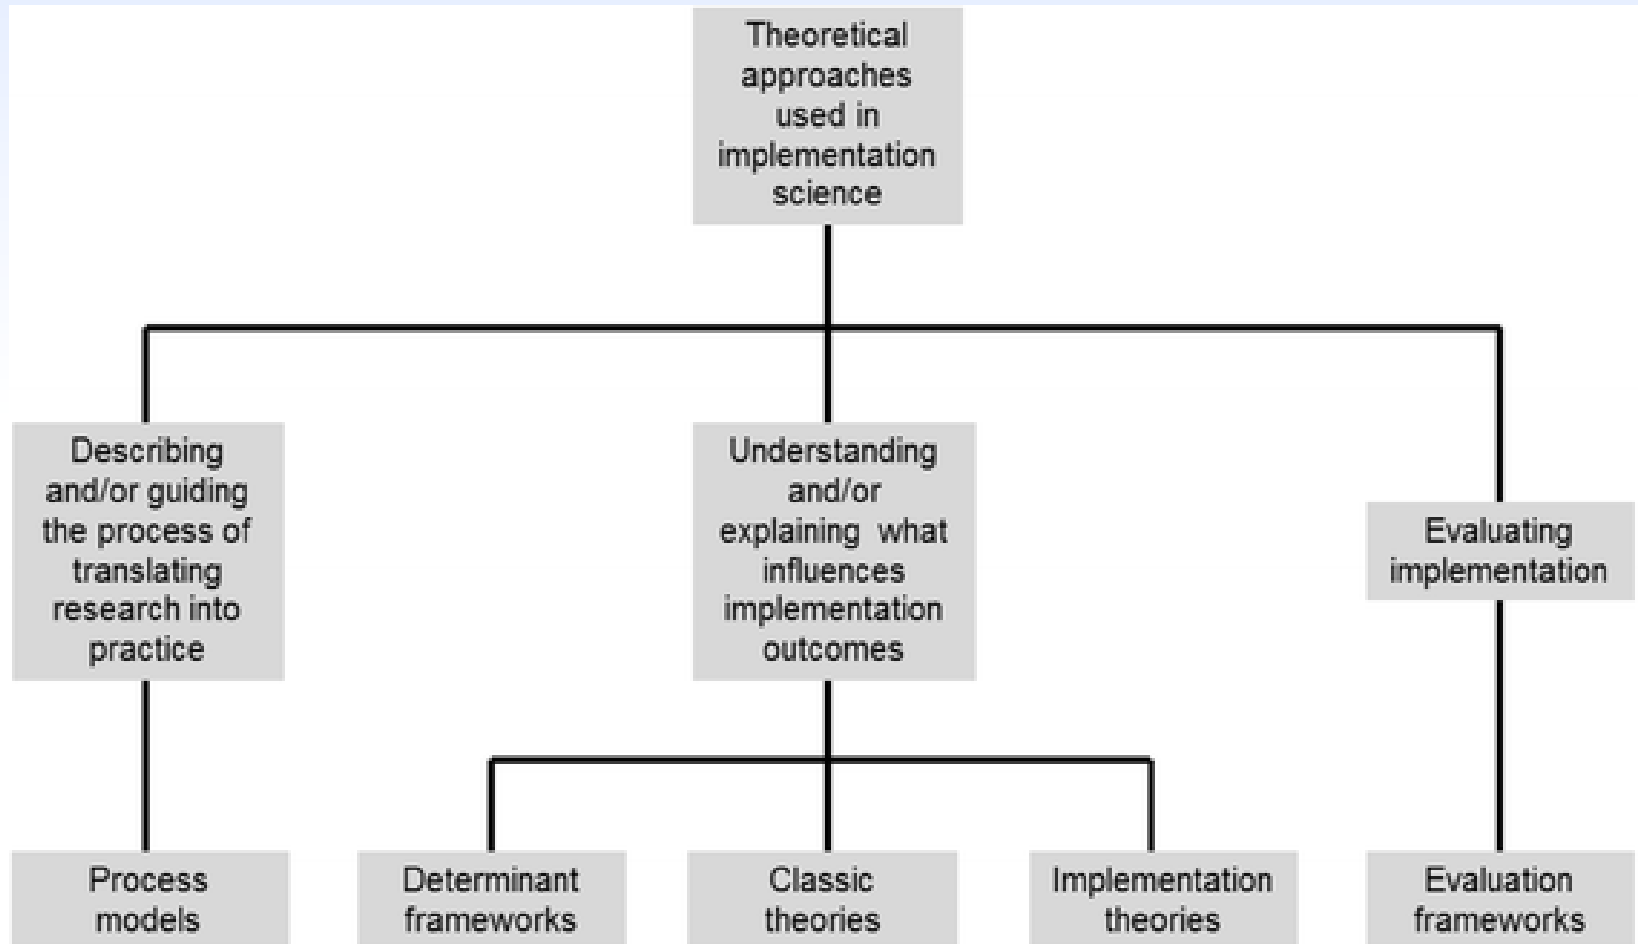 Theoretical
approaches
used in
implementation
science
Describing
and/or guiding
the process of
translating
research into
practice
Understanding
and/or
explaining what
influences
implementation
outcomes
Evaluating
implementation
Process
models
Determinant
frameworks
Classic
theories
Implementation
theories
Evaluation
frameworks